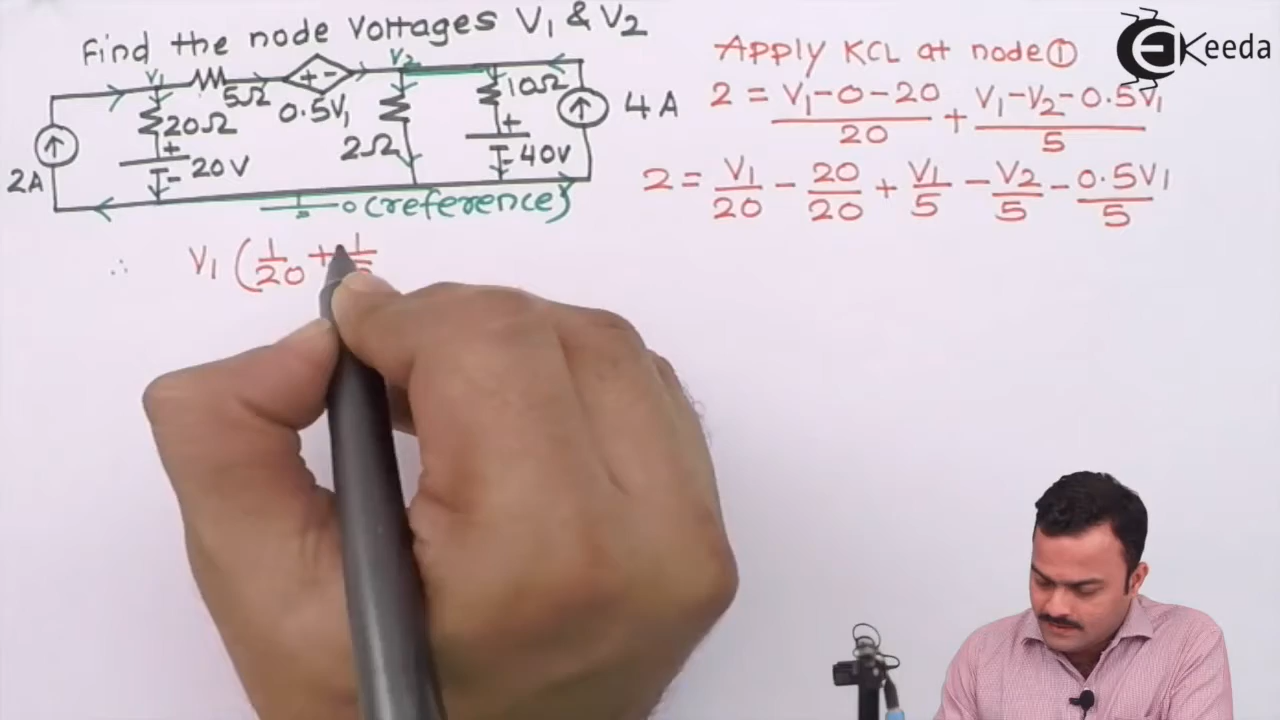 Find the node voltages V1 & V2
V1
5Ω
+ -
0.5V1
V2
10Ω
4 A
20Ω
+
- 20V
2Ω
+
- 40V
2A
0 (reference)
Apply KCL at node ①
2 = V1-0-20/20 + V1-V2-0.5V1/5
2 = V1/20 - 20/20 + V1/5 - V2/5 - 0.5V1/5
∴ V1 (1/20 + 1/
Ekeeda